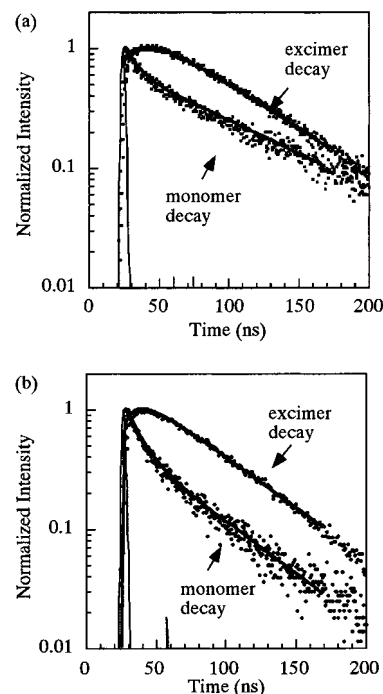 (a)
1
0.1
0.01
Normalized Intensity
excimer
decay
monomer
decay
0 50 100 150 200
Time (ns)
(b)
1
0.1
0.01
Normalized Intensity
excimer
decay
monomer
decay
0 50 100 150 200
Time (ns)